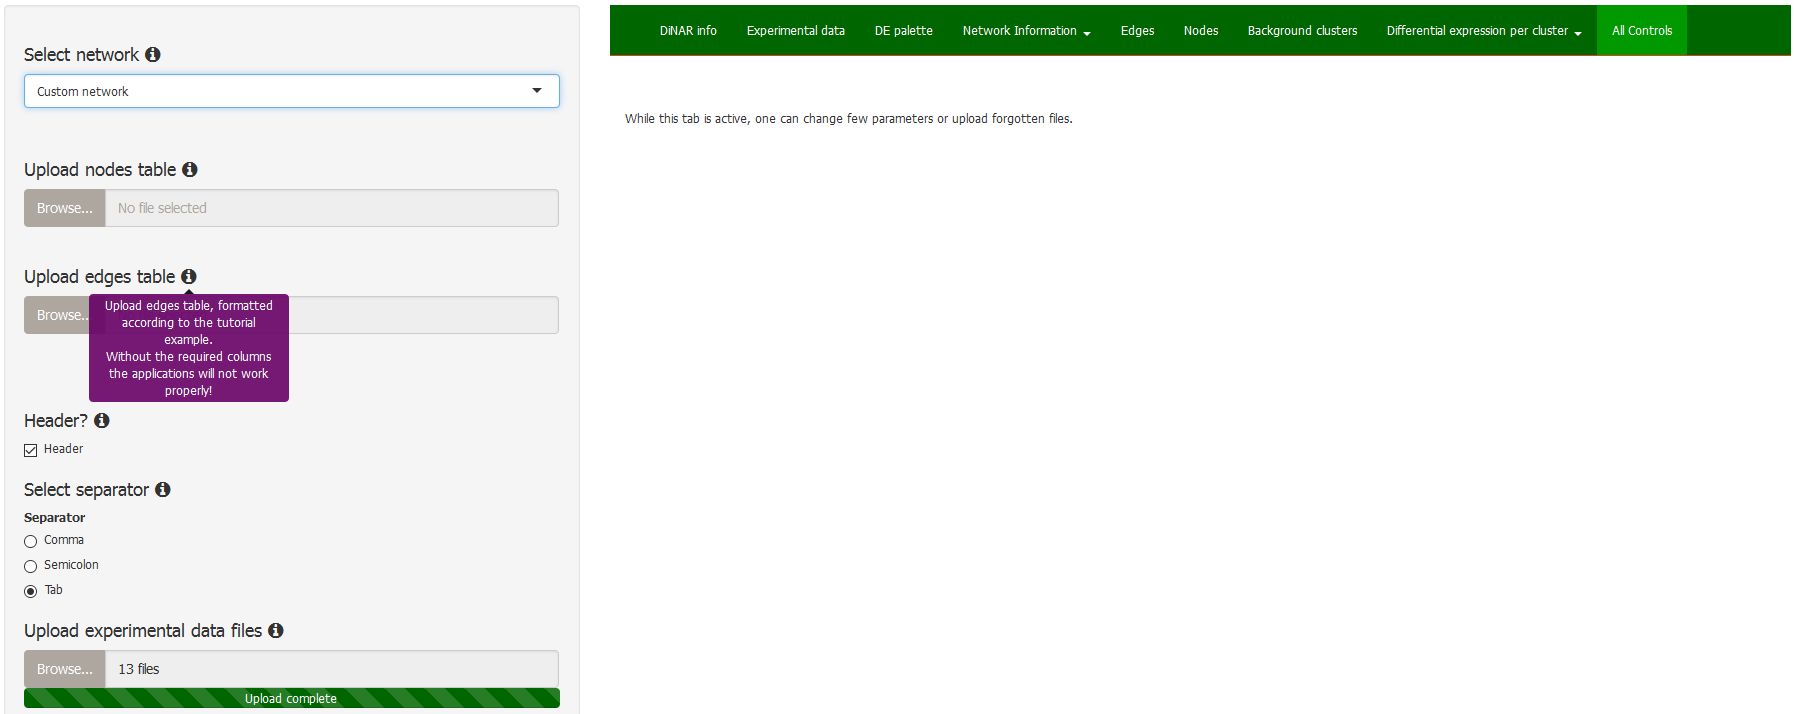 Select network
Custom network
Upload nodes table
Browse...
No file selected
Upload edges table
Browse..
Upload edges table, formatted
according to the tutorial
example.
Without the required columns
the applications will not work
properly!
Header?
Header
Select separator
Separator
Comma
Semicolon
Tab
Upload experimental data files
Browse...
13 files
Upload complete
DiNAR info
Experimental data
DE palette
Network Information
Edges
Nodes
Background clusters
Differential expression per cluster
All Controls
While this tab is active, one can change few parameters or upload forgotten files.